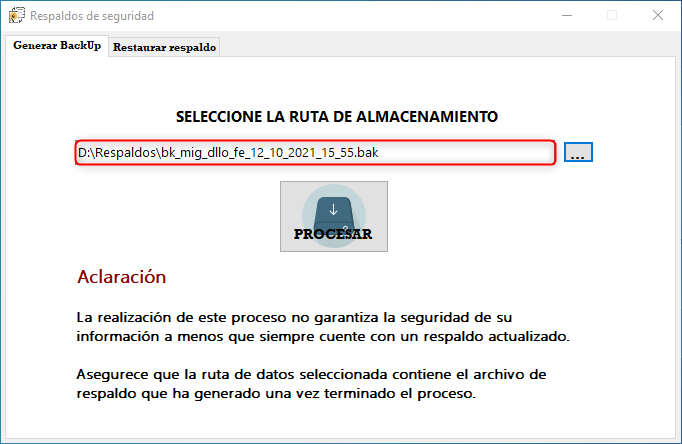 Respaldos de seguridad
Generar BackUp Restaurar respaldo
SELECCIONE LA RUTA DE ALMACENAMIENTO
D:\Respaldos\bk_mig_dllo_fe_12_10_2021_15_55.bak ...
PROCESAR
Aclaración
La realización de este proceso no garantiza la seguridad de su
información a menos que siempre cuente con un respaldo actualizado.
Asegurece que la ruta de datos seleccionada contiene el archivo de
respaldo que ha generado una vez terminado el proceso.